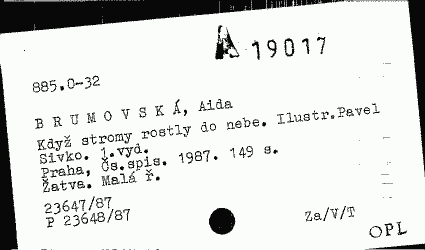 A 19017
885.0-32
BRUMOVSKÁ, Aida
Když stromy rostly do nebe. Ilustr.Pavel
Sivko. 1.vyd.
Praha, Čs.spis. 1987. 149 s.
Žatva. Malá ř.
23647/87
P 23648/87
Za/V/T
OPL